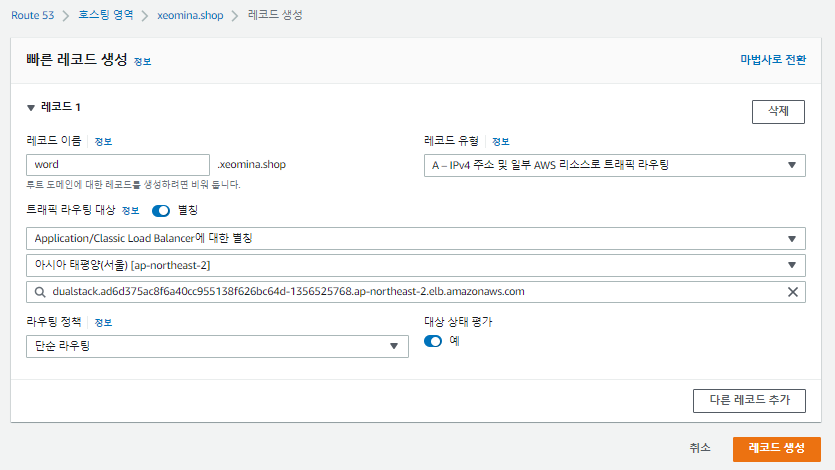 Route 53 > 호스팅 영역 > xeomina.shop > 레코드 생성
빠른 레코드 생성 정보 마법사로 전환
레코드 1 삭제
레코드 이름 정보 레코드 유형 정보
word .xeomina.shop A – IPv4 주소 및 일부 AWS 리소스로 트래픽 라우팅
루트 도메인에 대한 레코드를 생성하려면 비워 둡니다.
트래픽 라우팅 대상 정보 별칭
Application/Classic Load Balancer에 대한 별칭
아시아 태평양(서울) [ap-northeast-2]
dualstack.ad6d375ac8f6a40cc955138f626bc64d-1356525768.ap-northeast-2.elb.amazonaws.com
라우팅 정책 정보 대상 상태 평가
단순 라우팅 예
다른 레코드 추가
취소 레코드 생성